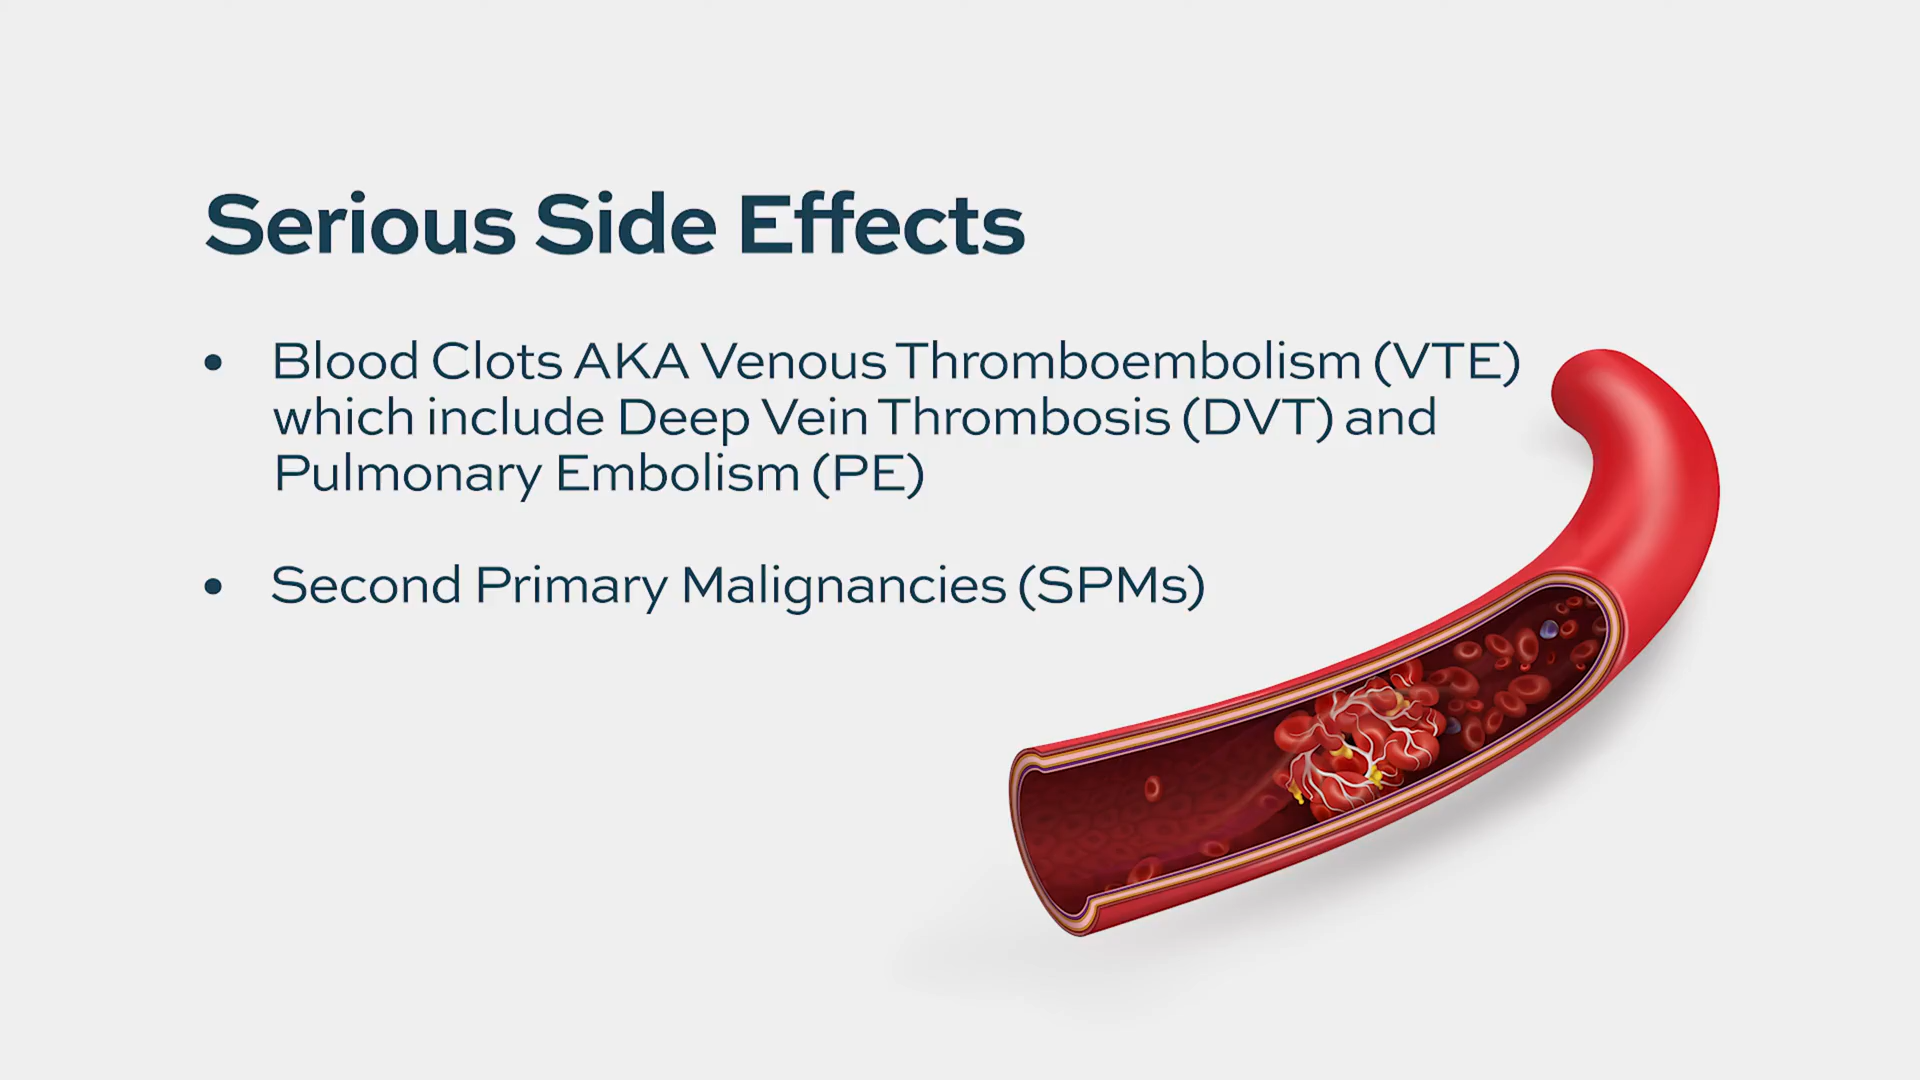 Serious Side Effects
• Blood Clots AKA Venous Thromboembolism (VTE)
which include Deep Vein Thrombosis (DVT) and
Pulmonary Embolism (PE)
• Second Primary Malignancies (SPMs)